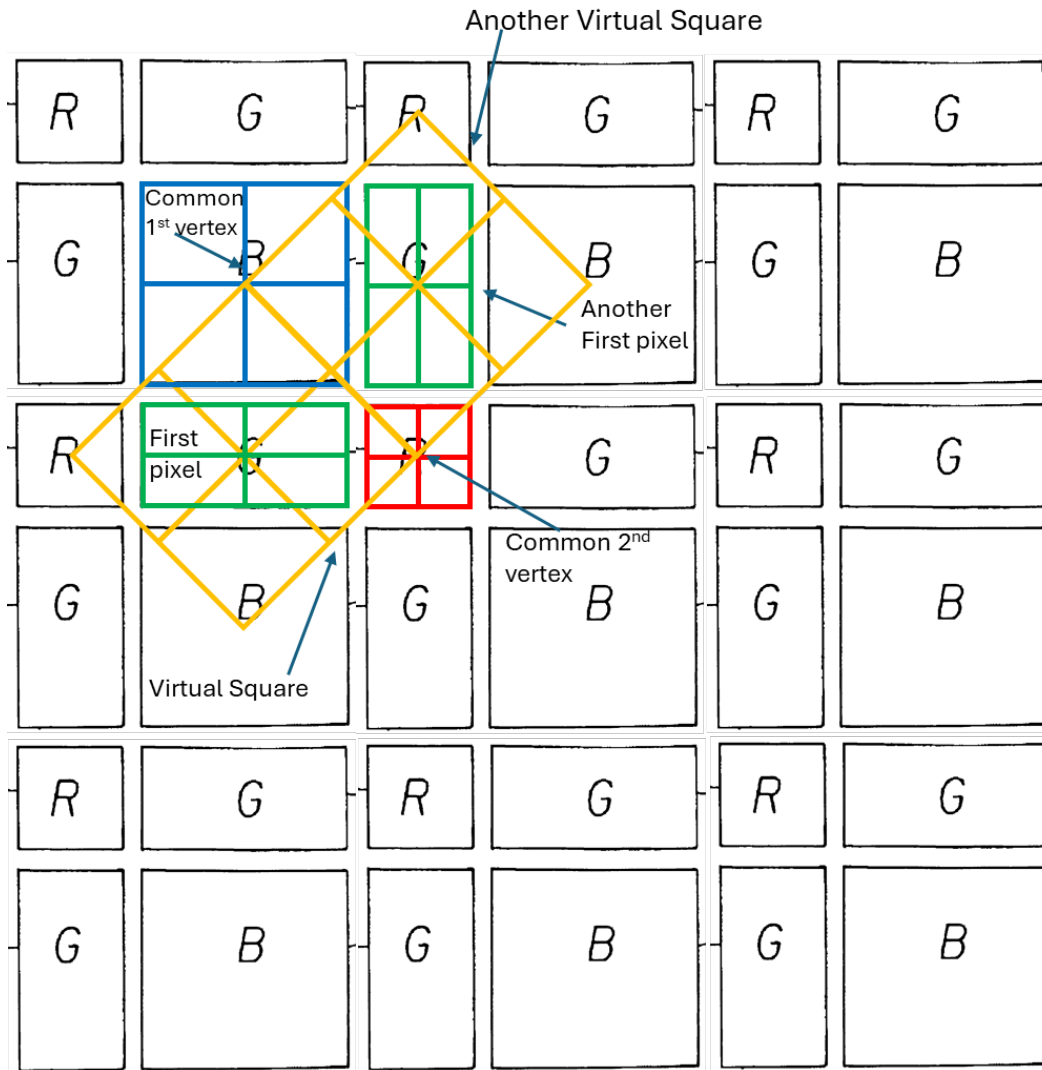 Another Virtual Square
R G R G R G
Common
1st vertex
G B G B G B
Another
First pixel
R First G R G R G
pixel
Common 2nd
vertex
G B G B G B
Virtual Square
R G R G R G
G B G B G B